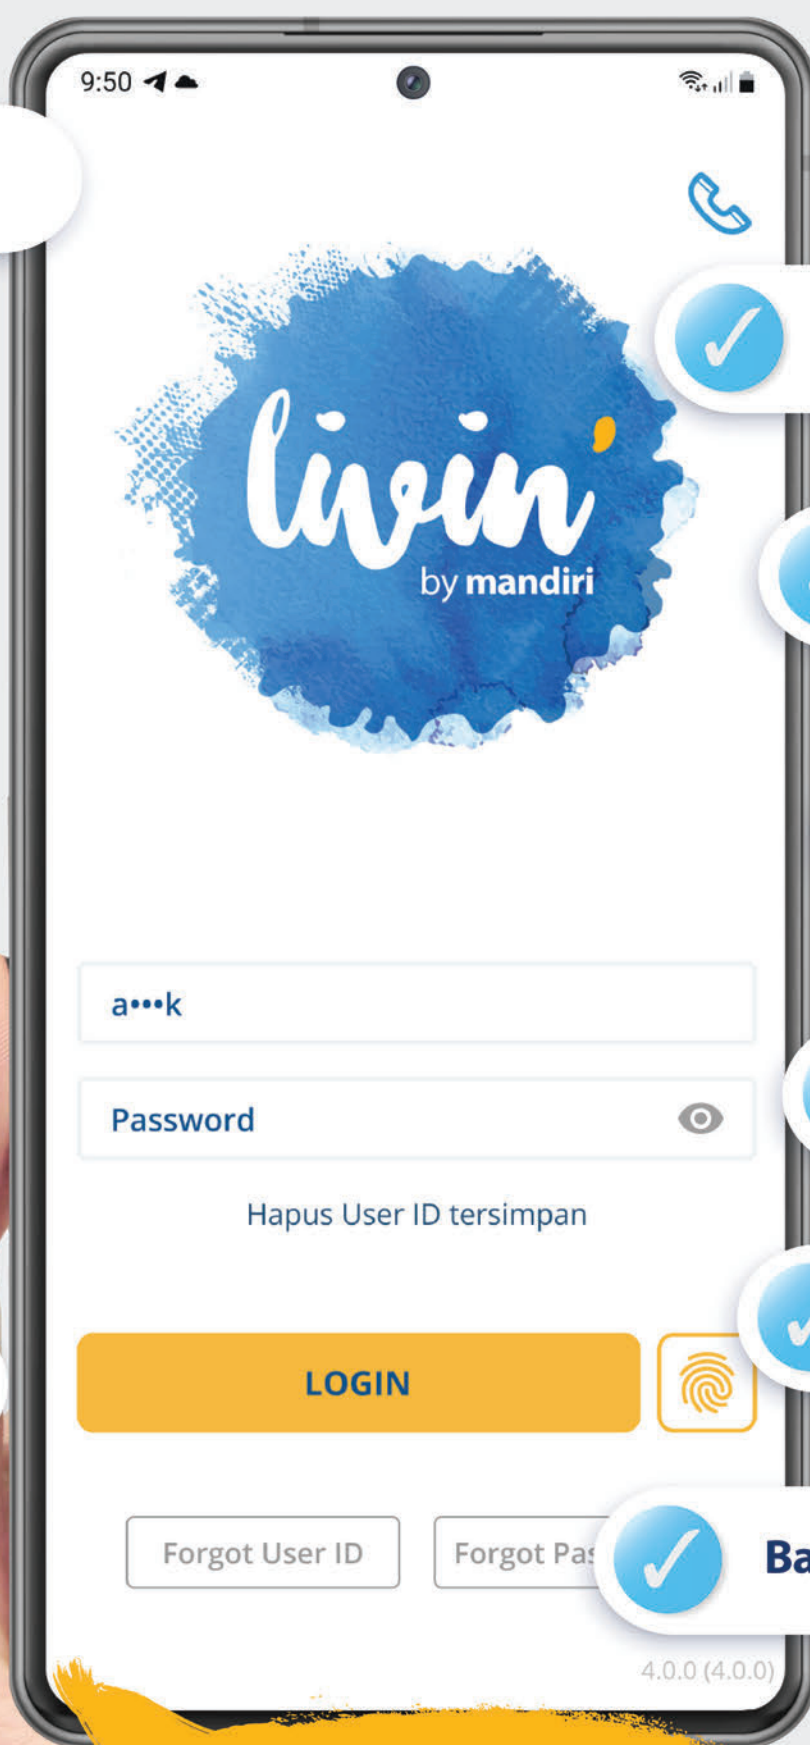 9:50
livin'
by mandiri
a•••k
Password
Hapus User ID tersimpan
LOGIN
Forgot User ID
Forgot
4.0.0 (4.0.0)